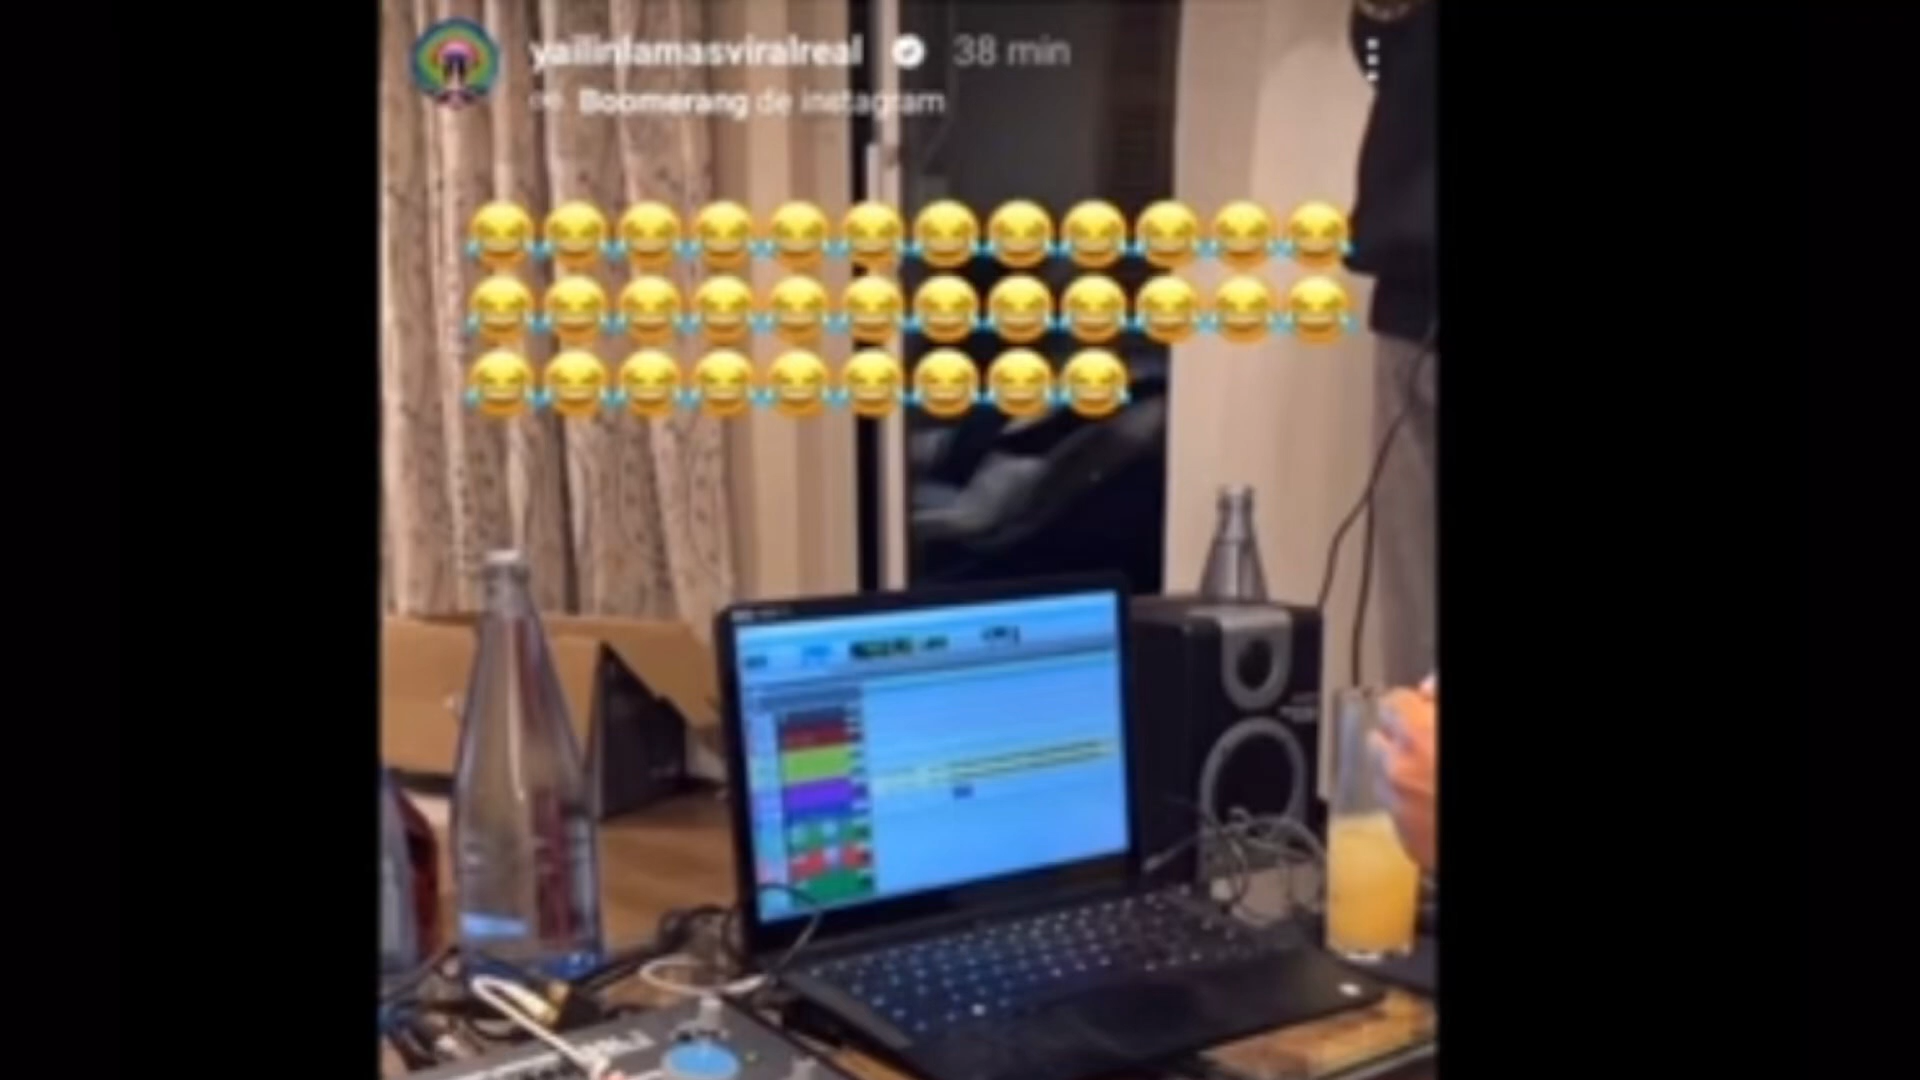 yailinlamasviralreal 38 min
Boomerang de instagram
😂😂😂😂😂😂😂😂😂😂😂😂
😂😂😂😂😂😂😂😂😂😂😂😂
😂😂😂😂😂😂😂😂😂